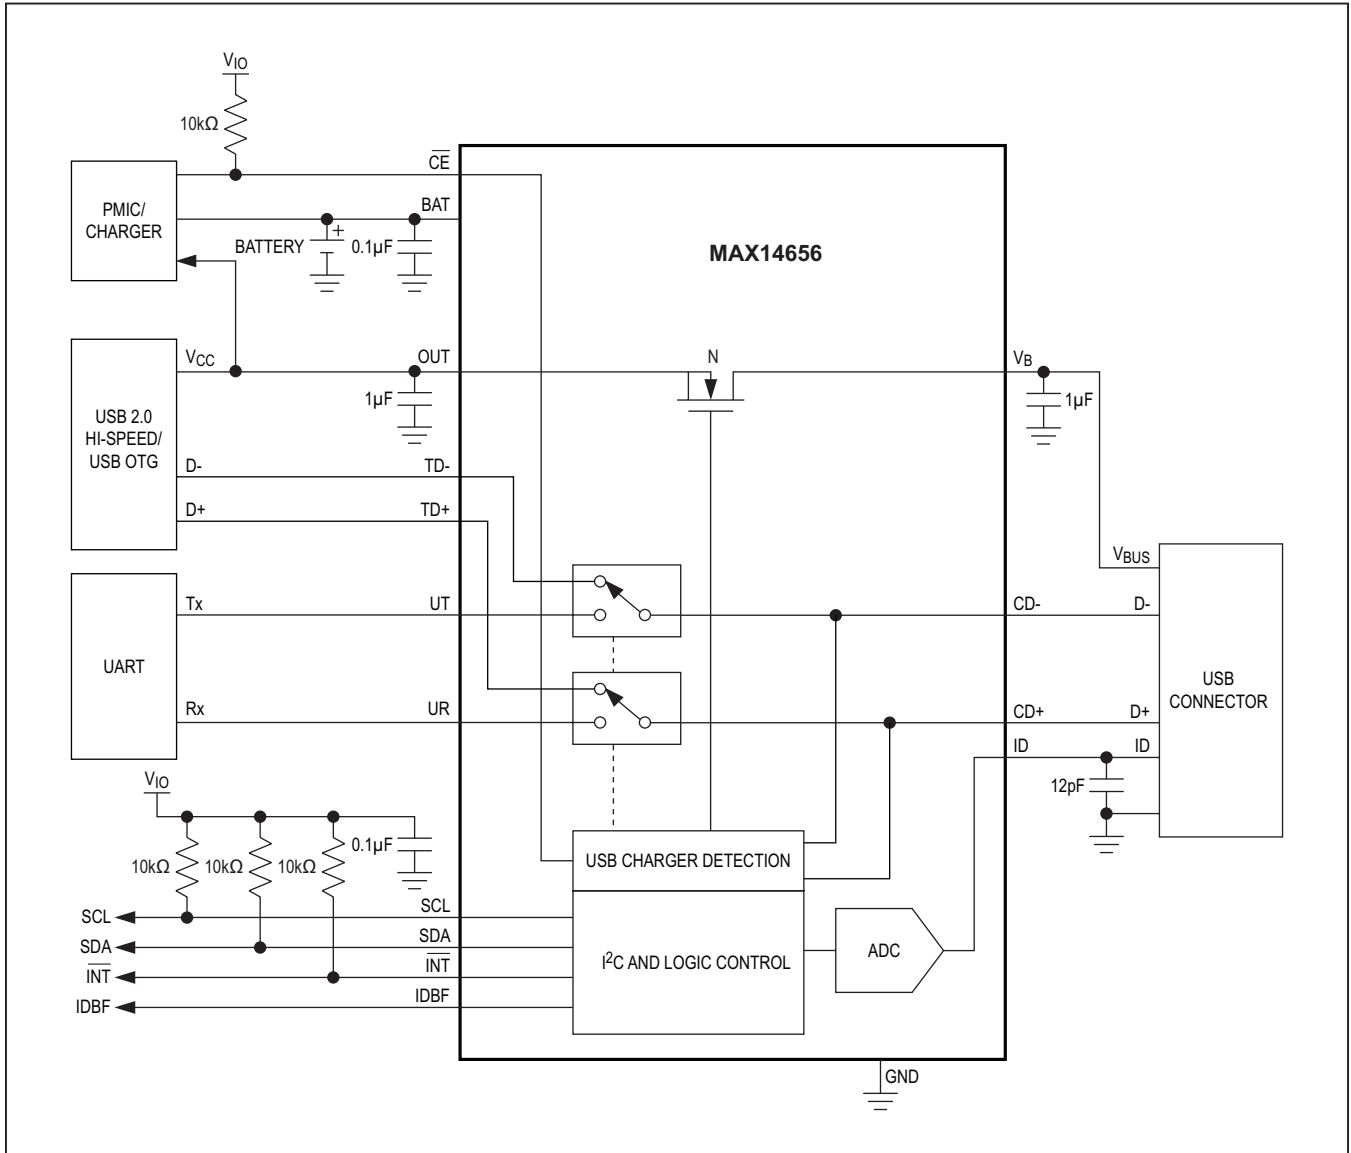 VIO
10kΩ
CE
PMIC/
CHARGER
BAT
BATTERY
+
0.1µF
MAX14656
VCC
OUT
N
VB
1µF
1µF
USB 2.0
HI-SPEED/
USB OTG
D-
TD-
D+
TD+
VBUS
Tx
UT
CD-
D-
UART
USB
CONNECTOR
Rx
UR
CD+
D+
ID
ID
VIO
12pF
10kΩ
10kΩ
10kΩ
0.1µF
USB CHARGER DETECTION
SCL
SCL
SDA
SDA
I2C AND LOGIC CONTROL
ADC
INT
INT
IDBF
IDBF
GND